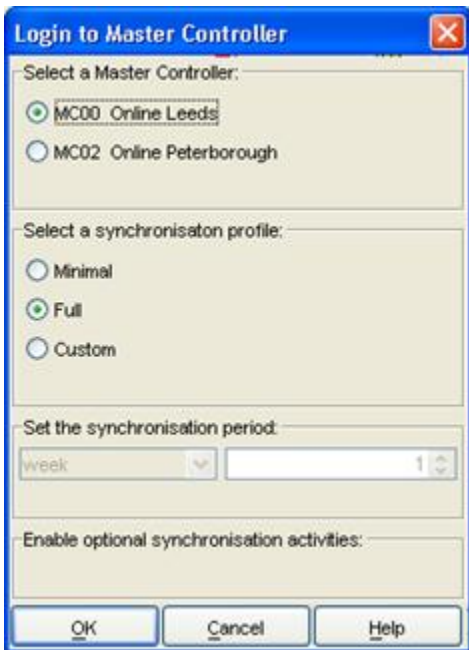 Login to Master Controller
Select a Master Controller:
MC00 Online Leeds
MC02 Online Peterborough
Select a synchronisaton profile:
Minimal
Full
Custom
Set the synchronisation period:
week 1
Enable optional synchronisation activities:
OK Cancel Help